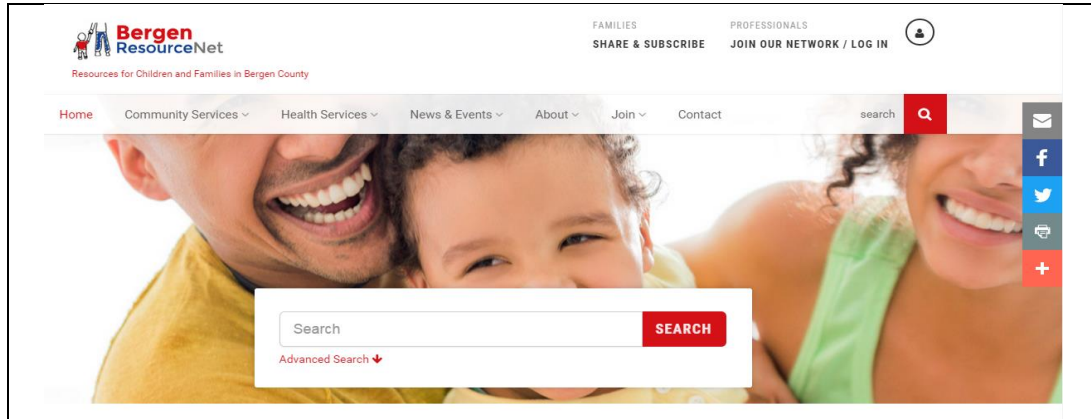 Bergen
ResourceNet
Resources for Children and Families in Bergen County
FAMILIES
SHARE & SUBSCRIBE
PROFESSIONALS
JOIN OUR NETWORK / LOG IN
Home Community Services Health Services News & Events About Join Contact search
Search SEARCH
Advanced Search